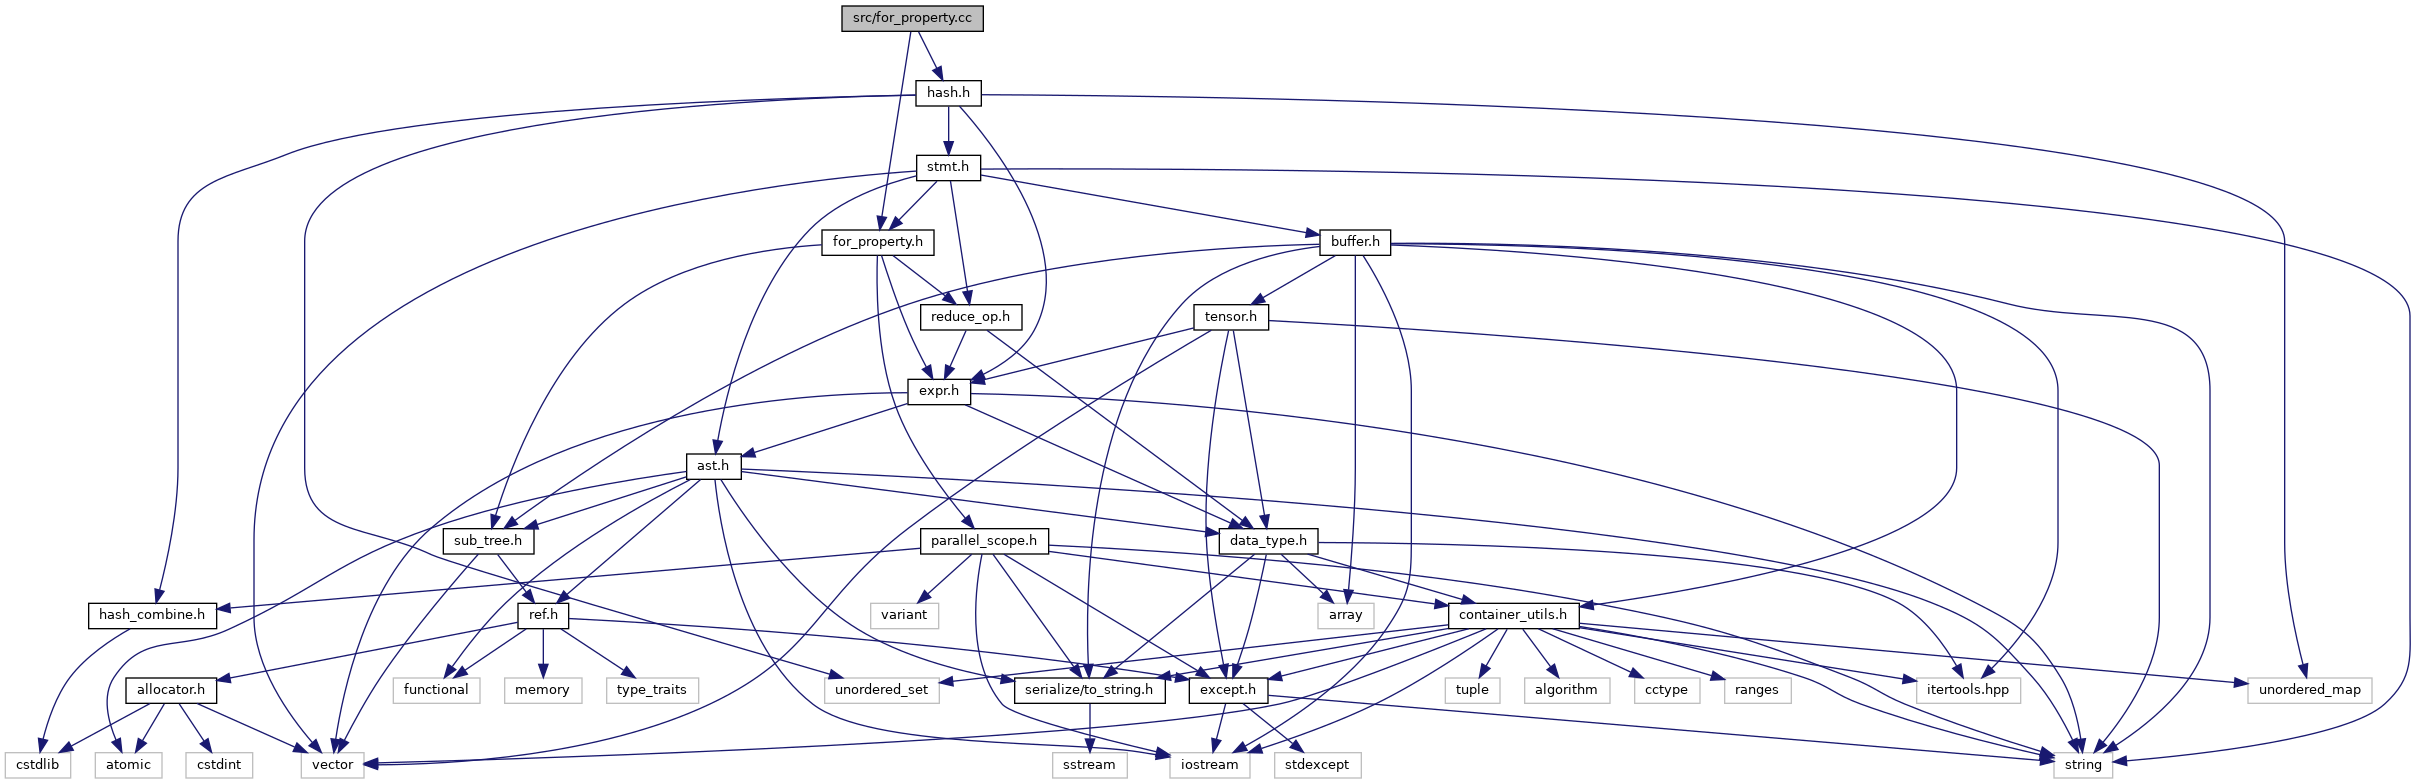 src/for_property.cc
hash.h
stmt.h
for_property.h
buffer.h
reduce_op.h
tensor.h
expr.h
ast.h
sub_tree.h
parallel_scope.h
data_type.h
hash_combine.h
ref.h
variant
array
container_utils.h
allocator.h
functional
memory
type_traits
unordered_set
serialize/to_string.h
except.h
tuple
algorithm
cctype
ranges
itertools.hpp
unordered_map
cstdlib
atomic
cstdint
vector
sstream
iostream
stdexcept
string